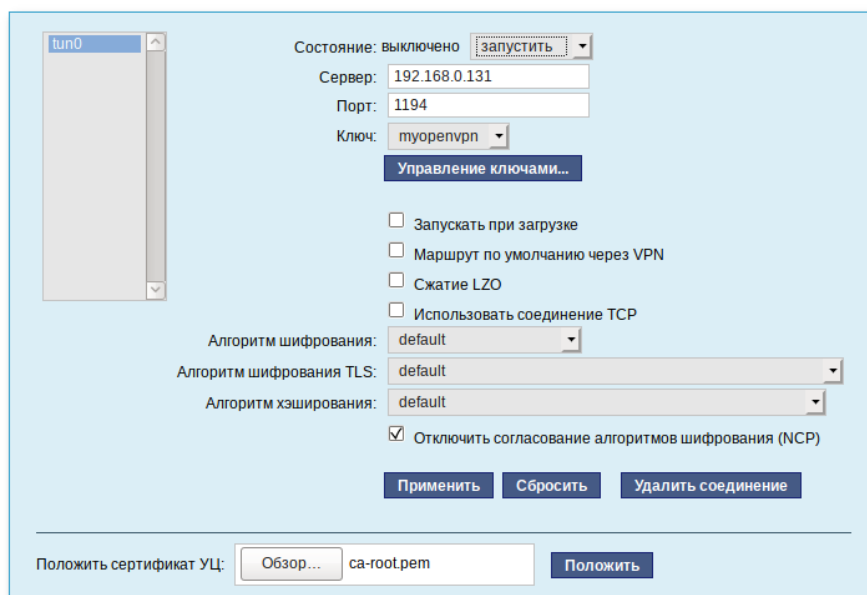 tun0
Состояние: выключено запустить
Сервер: 192.168.0.131
Порт: 1194
Ключ: myopenvpn
Управление ключами...
Запускать при загрузке
Маршрут по умолчанию через VPN
Сжатие LZO
Использовать соединение TCP
Алгоритм шифрования: default
Алгоритм шифрования TLS: default
Алгоритм хэширования: default
Отключить согласование алгоритмов шифрования (NCP)
Применить Сбросить Удалить соединение
Положить сертификат УЦ: Обзор... ca-root.pem Положить